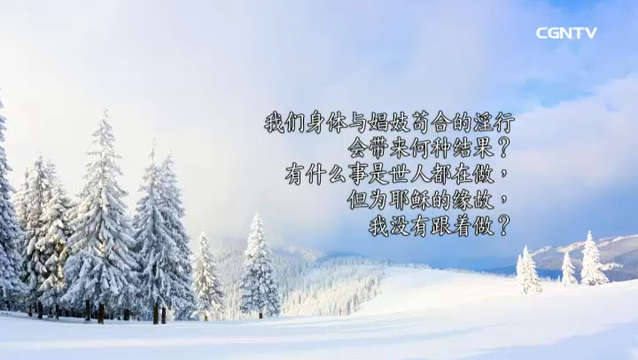 CGNTV
我们身体与娼妓苟合的淫行
会带来何种结果？
有什么事是世人都在做，
但为耶稣的缘故，
我没有跟着做？